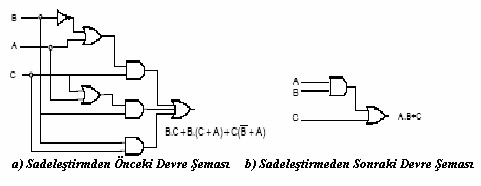 B
A
C
B.C+B.(C+A)+C(B̅+A)
A
B
C
A.B+C
a) Sadeleştirmden Önceki Devre Şeması
b) Sadeleştirmeden Sonraki Devre Şeması